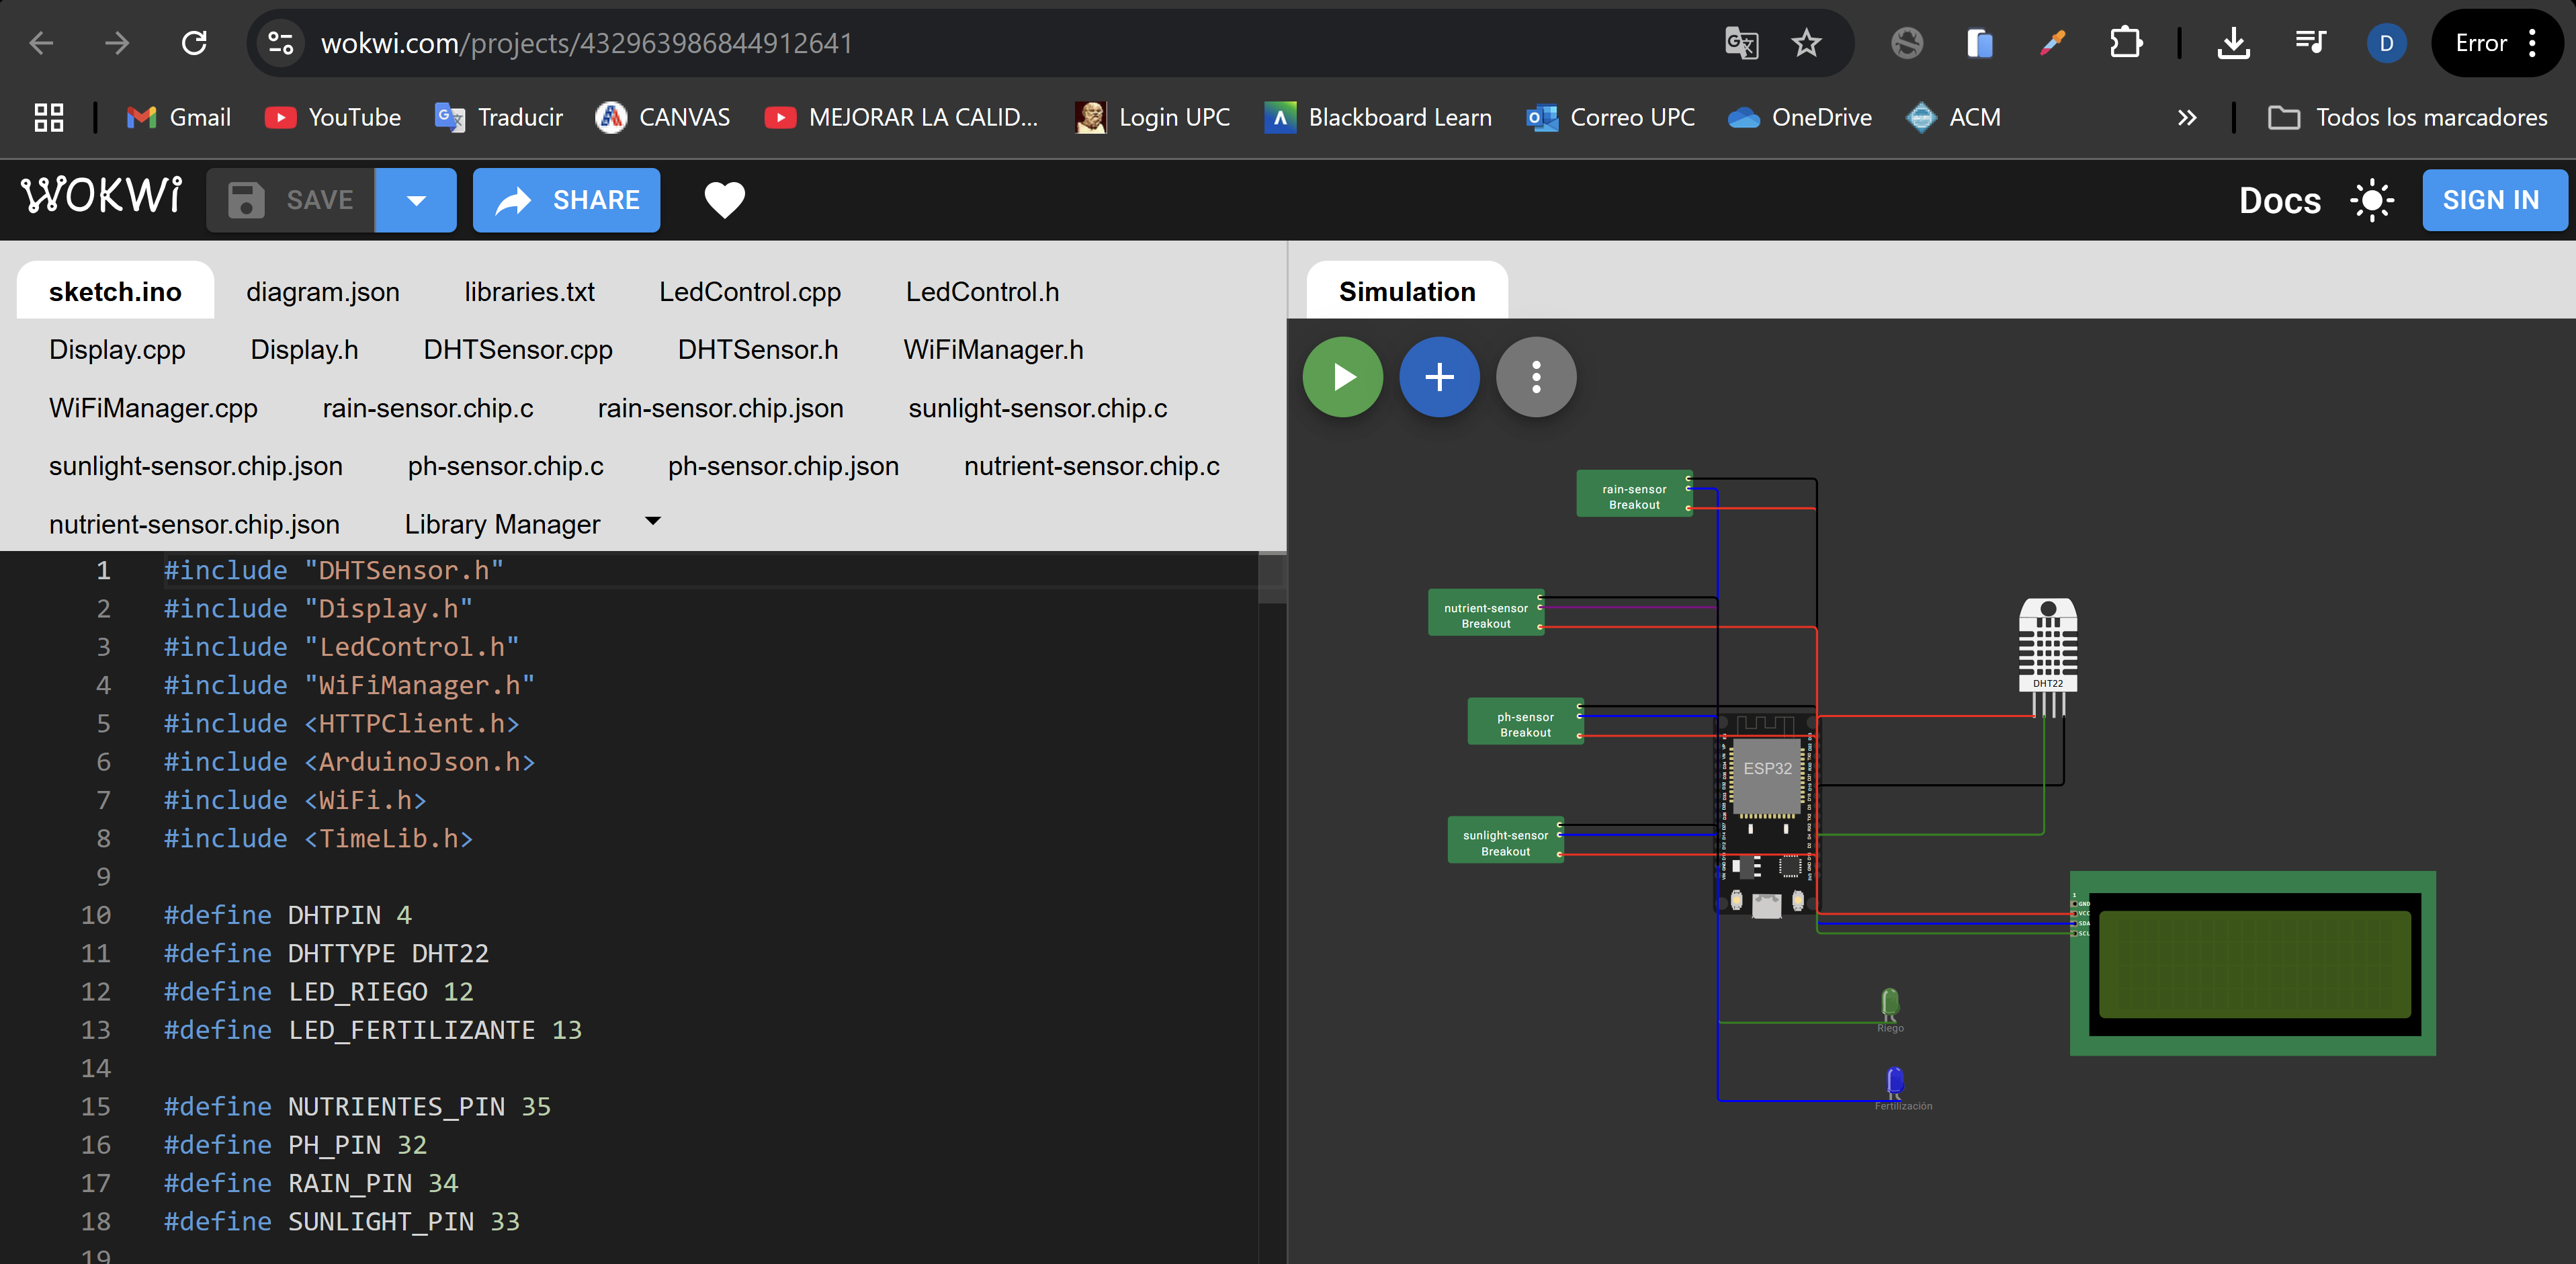 wokwi.com/projects/432963986844912641
D
Error
Gmail
YouTube
Traducir
CANVAS
MEJORAR LA CALID...
Login UPC
Blackboard Learn
Correo UPC
OneDrive
ACM
Todos los marcadores
WOKWi
SAVE
SHARE
Docs
SIGN IN
sketch.ino diagram.json libraries.txt LedControl.cpp LedControl.h
Display.cpp Display.h DHTSensor.cpp DHTSensor.h WiFiManager.h
WiFiManager.cpp rain-sensor.chip.c rain-sensor.chip.json sunlight-sensor.chip.c
sunlight-sensor.chip.json ph-sensor.chip.c ph-sensor.chip.json nutrient-sensor.chip.c
nutrient-sensor.chip.json Library Manager
1 #include "DHTSensor.h"
2 #include "Display.h"
3 #include "LedControl.h"
4 #include "WiFiManager.h"
5 #include <HTTPClient.h>
6 #include <ArduinoJson.h>
7 #include <WiFi.h>
8 #include <TimeLib.h>
9
10 #define DHTPIN 4
11 #define DHTTYPE DHT22
12 #define LED_RIEGO 12
13 #define LED_FERTILIZANTE 13
14
15 #define NUTRIENTES_PIN 35
16 #define PH_PIN 32
17 #define RAIN_PIN 34
18 #define SUNLIGHT_PIN 33
19
Simulation
rain-sensor
Breakout
nutrient-sensor
Breakout
ph-sensor
Breakout
sunlight-sensor
Breakout
ESP32
DHT22
1
GND
VCC
SDA
SCL
Riego
Fertilización